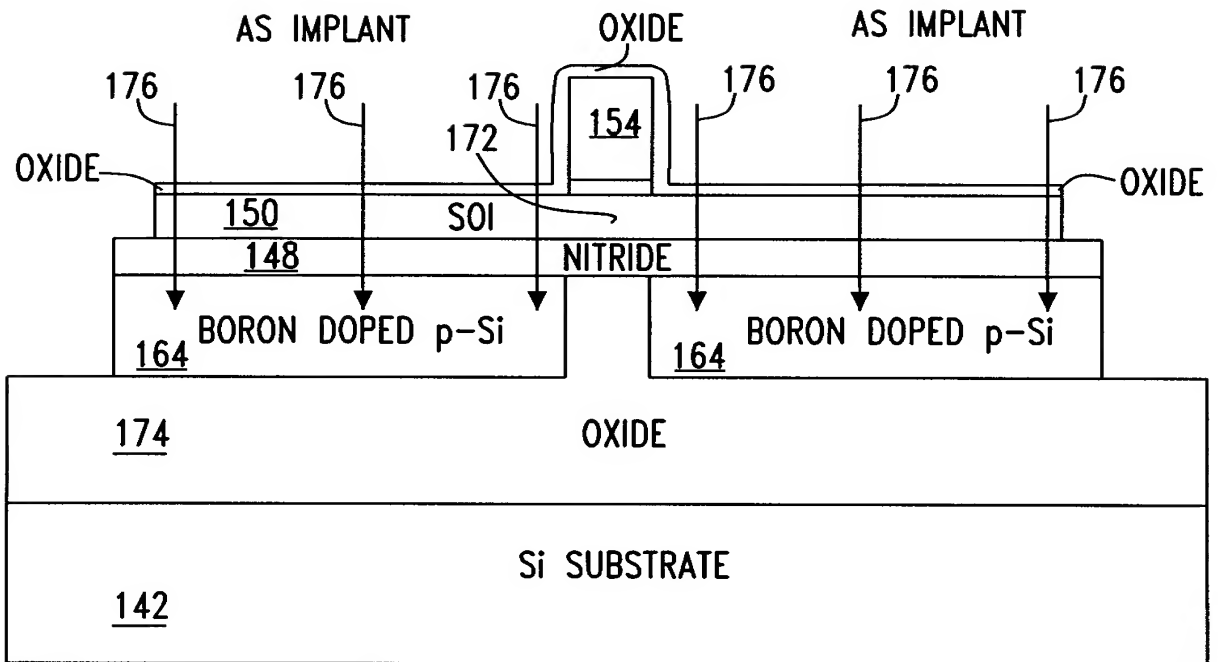 AS IMPLANT
OXIDE
AS IMPLANT
176
176
176
176
176
176
154
172
OXIDE
OXIDE
150
SOI
148
NITRIDE
BORON DOPED p-Si
BORON DOPED p-Si
164
164
174
OXIDE
Si SUBSTRATE
142